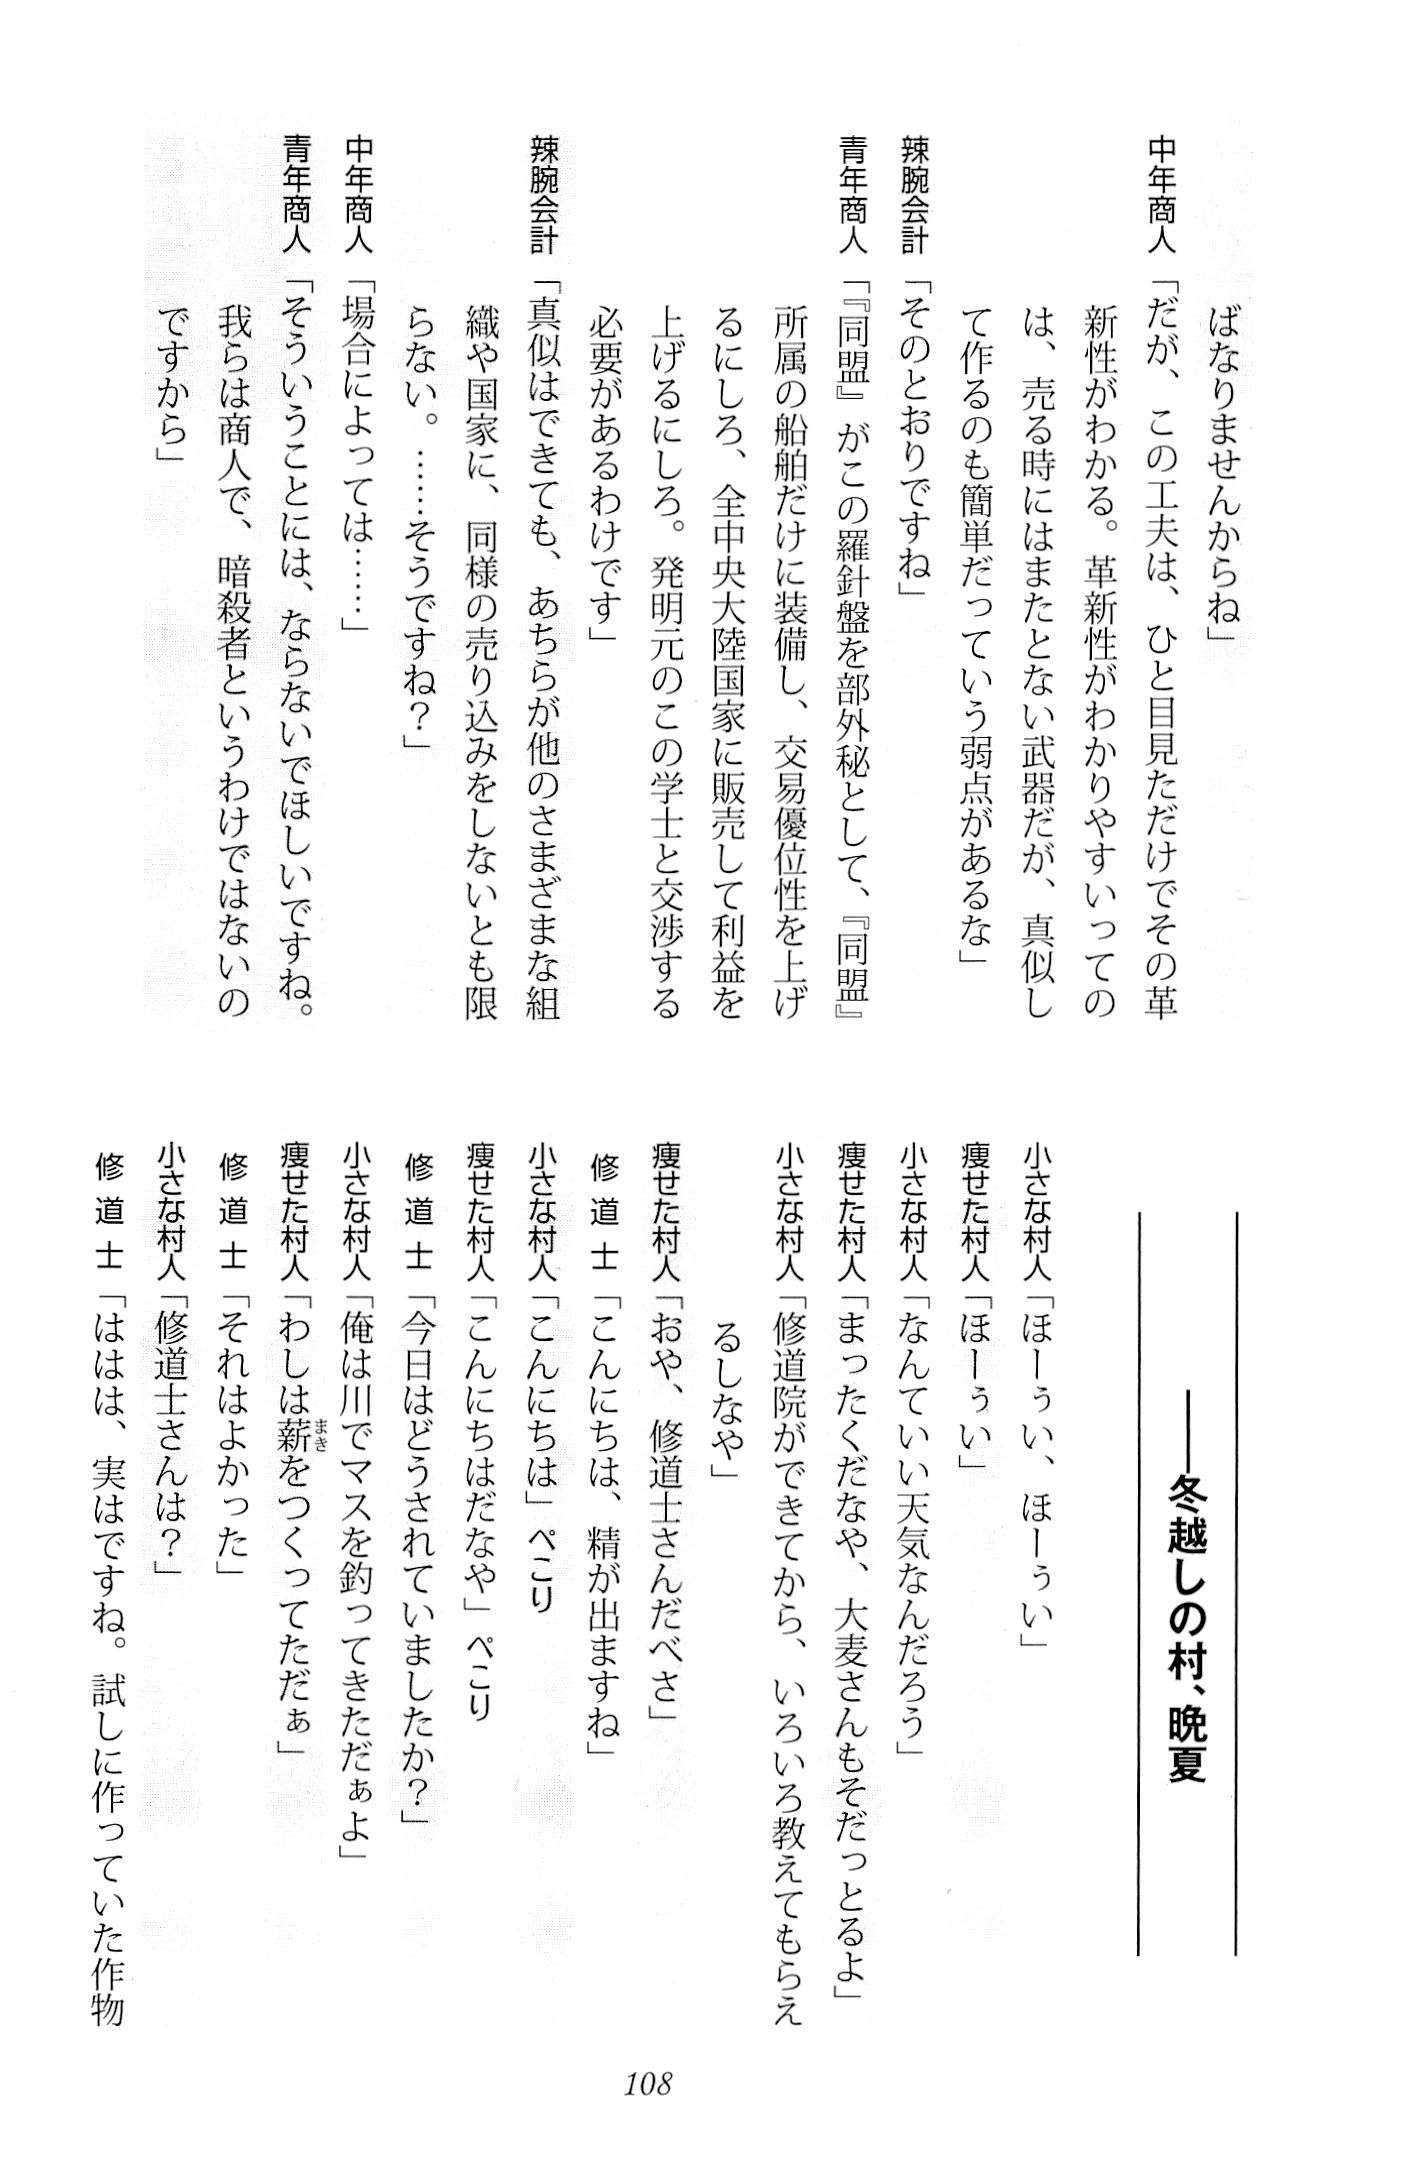 ばなりませんからね」
中年商人「だが、この工夫は、ひと目見ただけでその革
新性がわかる。革新性がわかりやすいっての
は、売る時にはまたとない武器だが、真似し
て作るのも簡単だっていう弱点があるな」
辣腕会計「そのとおりですね」
青年商人「『同盟』がこの羅針盤を部外秘として、『同盟』
所属の船舶だけに装備し、交易優位性を上げ
るにしろ、全中央大陸国家に販売して利益を
上げるにしろ。発明元のこの学士と交渉する
必要があるわけです」
辣腕会計「真似はできても、あちらが他のさまざまな組
織や国家に、同様の売り込みをしないとも限
らない。……そうですね？」
中年商人「場合によっては……」
青年商人「そういうことには、ならないでほしいですね。
我らは商人で、暗殺者というわけではないの
ですから」
――冬越しの村、晩夏
小さな村人「ほーぅい、ほーぅい」
痩せた村人「ほーぅい」
小さな村人「なんていい天気なんだろう」
痩せた村人「まったくだなや、大麦さんもそだっとるよ」
小さな村人「修道院ができてから、いろいろ教えてもらえ
るしなや」
痩せた村人「おや、修道士さんだべさ」
修道士「こんにちは、精が出ますね」
小さな村人「こんにちは」ぺこり
痩せた村人「こんにちはだなや」ぺこり
修道士「今日はどうされていましたか？」
小さな村人「俺は川でマスを釣ってきただぁよ」
痩せた村人「わしは薪まきをつくってただぁ」
修道士「それはよかった」
小さな村人「修道士さんは？」
修道士「ははは、実はですね。試しに作っていた作物
108